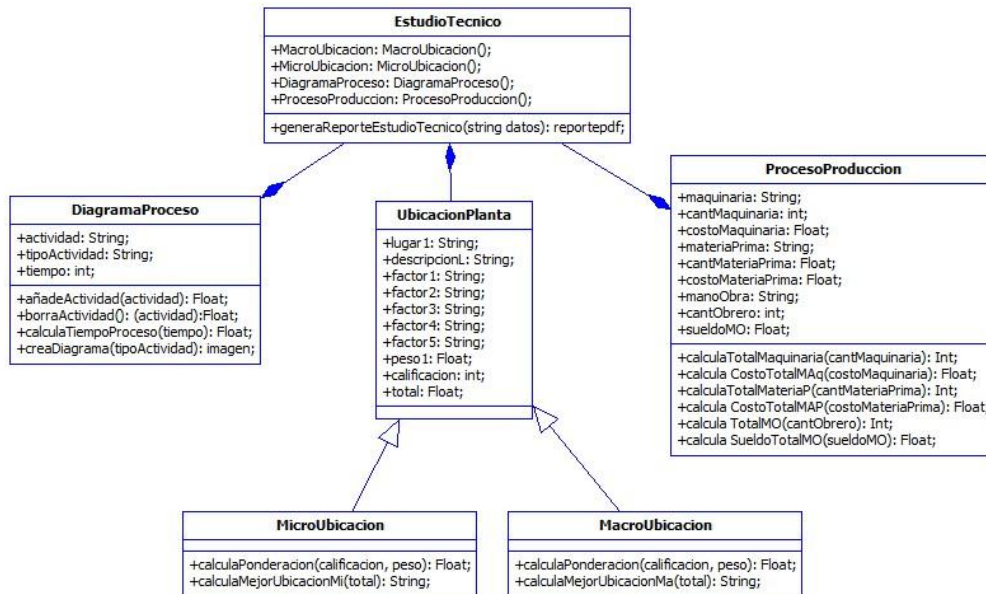 EstudioTecnico
+MacroUbicacion: MacroUbicacion();
+MicroUbicacion: MicroUbicacion();
+DiagramaProceso: DiagramaProceso();
+ProcesoProduccion: ProcesoProduccion();
+generaReporteEstudioTecnico(string datos): reportepdf;
DiagramaProceso
+actividad: String;
+tipoActividad: String;
+tiempo: int;
+añadeActividad(actividad): Float;
+borraActividad(): (actividad):Float;
+calculaTiempoProceso(tiempo): Float;
+creaDiagrama(tipoActividad): imagen;
UbicacionPlanta
+lugar1: String;
+descripcionL: String;
+factor1: String;
+factor2: String;
+factor3: String;
+factor4: String;
+factor5: String;
+peso1: Float;
+calificacion: int;
+total: Float;
ProcesoProduccion
+maquinaria: String;
+cantMaquinaria: int;
+costoMaquinaria: Float;
+materiaPrima: String;
+cantMateriaPrima: Float;
+costoMateriaPrima: Float;
+manoObra: String;
+cantObrero: int;
+sueldoMO: Float;
+calculaTotalMaquinaria(cantMaquinaria): Int;
+calcula CostoTotalMAq(costoMaquinaria): Float;
+calculaTotalMateriaP(cantMateriaPrima): Int;
+calcula CostoTotalMAP(costoMateriaPrima): Float;
+calcula TotalMO(cantObrero): Int;
+calcula SueldoTotalMO(sueldoMO): Float;
MicroUbicacion
+calculaPonderacion(calificacion, peso): Float;
+calculaMejorUbicacionMi(total): String;
MacroUbicacion
+calculaPonderacion(calificacion, peso): Float;
+calculaMejorUbicacionMa(total): String;